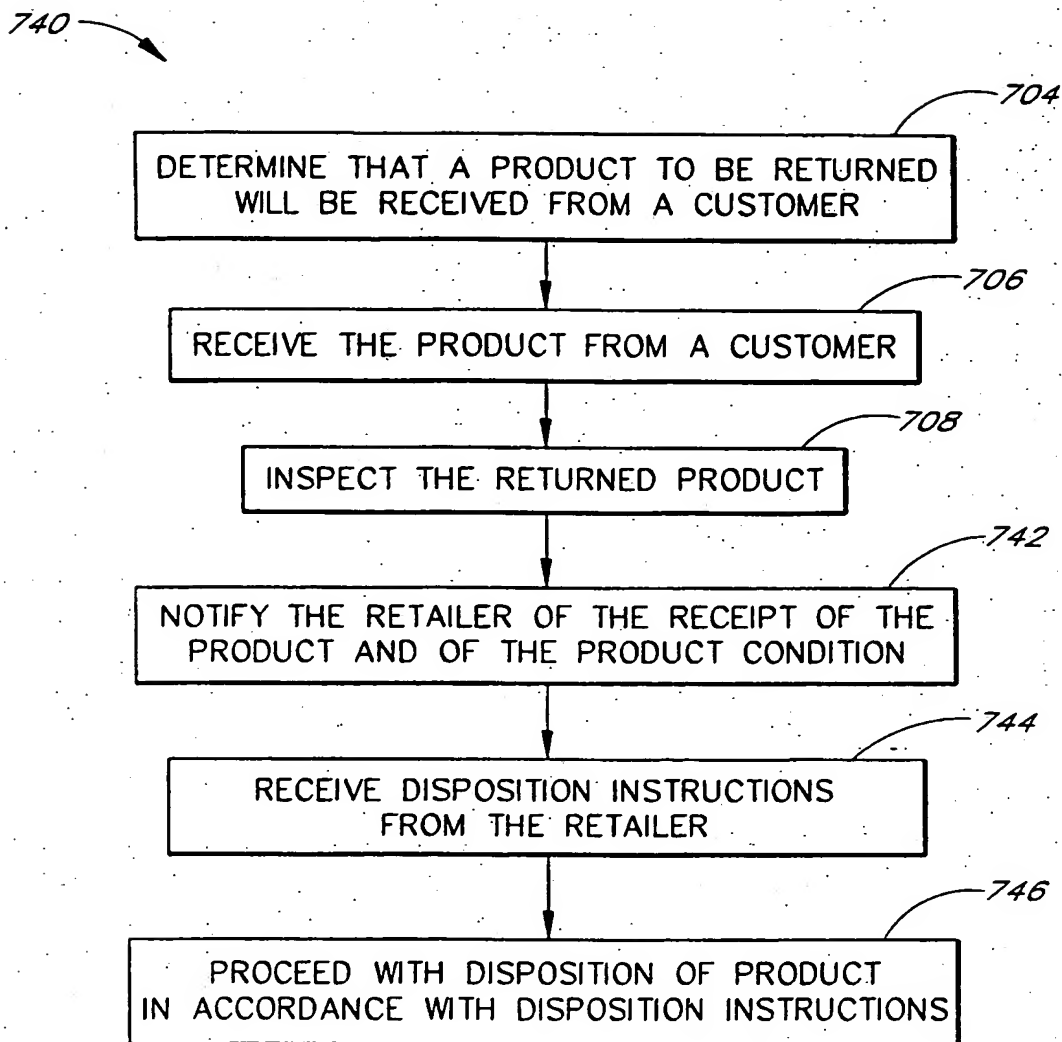 740
704
DETERMINE THAT A PRODUCT TO BE RETURNED
WILL BE RECEIVED FROM A CUSTOMER
706
RECEIVE THE PRODUCT FROM A CUSTOMER
708
INSPECT THE RETURNED PRODUCT
742
NOTIFY THE RETAILER OF THE RECEIPT OF THE
PRODUCT AND OF THE PRODUCT CONDITION
744
RECEIVE DISPOSITION INSTRUCTIONS
FROM THE RETAILER
746
PROCEED WITH DISPOSITION OF PRODUCT
IN ACCORDANCE WITH DISPOSITION INSTRUCTIONS